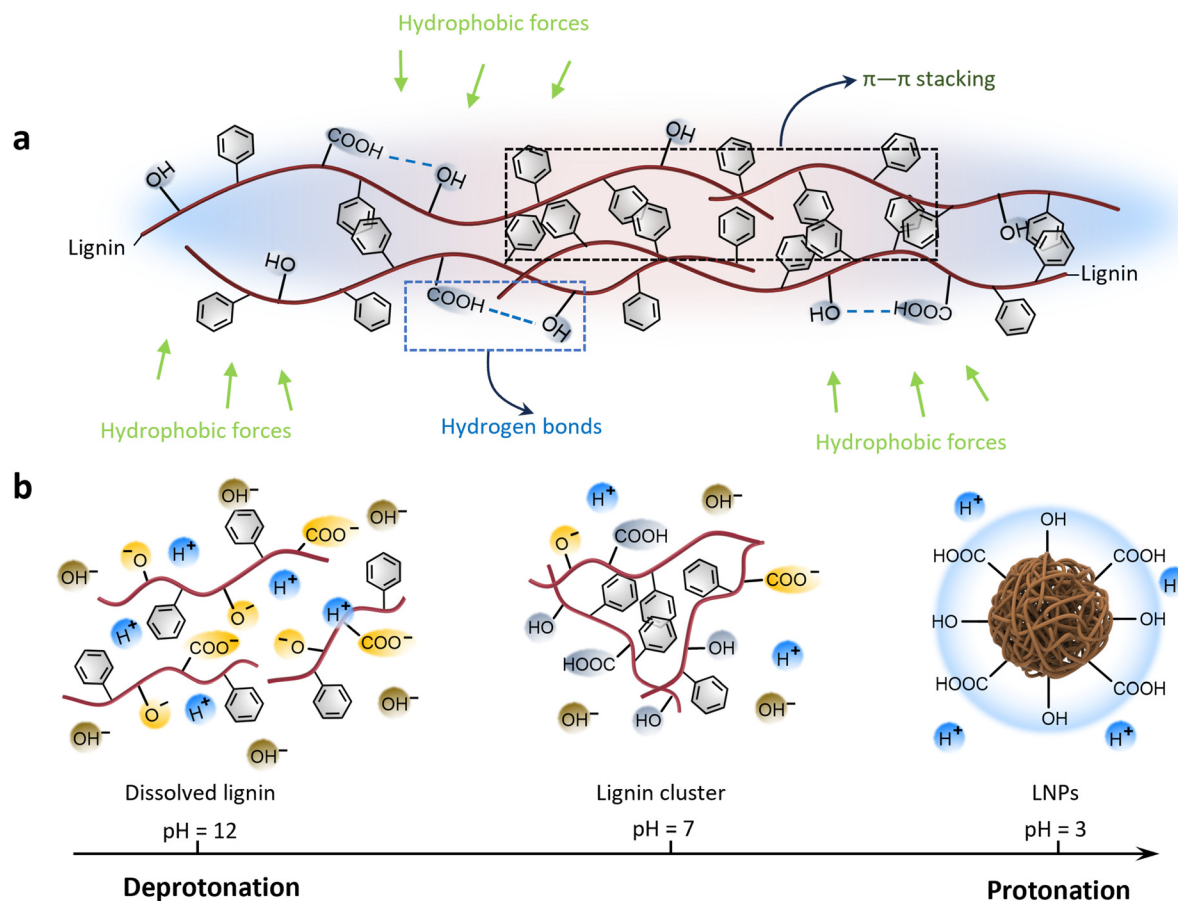 Hydrophobic forces
π—π stacking
a
COOH
OH
OH
OH
Lignin
HO
COOH
OH
OH
HO
COOH
Lignin
Hydrogen bonds
Hydrophobic forces
Hydrophobic forces
b
OH⁻
OH⁻
⁻O
H⁺
COO⁻
OH⁻
H⁺
O⁻
H⁺
H⁺
COO⁻
⁻O
COO⁻
O⁻
H⁺
OH⁻
OH⁻
OH⁻
H⁺
OH⁻
O⁻
COOH
COO⁻
HO
HOOC
OH
H⁺
HO
OH⁻
OH⁻
H⁺
OH
HOOC
COOH
H⁺
HO
OH
HOOC
COOH
OH
H⁺
H⁺
Dissolved lignin
Lignin cluster
LNPs
pH = 12
pH = 7
pH = 3
Deprotonation
Protonation